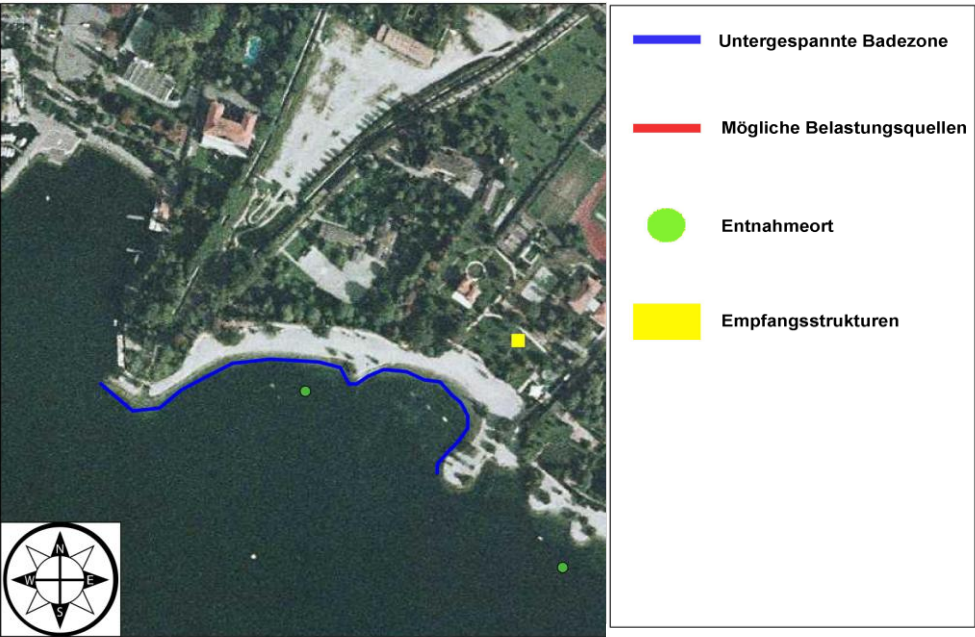 Untergespannte Badezone
Mögliche Belastungsquellen
Entnahmeort
Empfangsstrukturen
N
W E
S